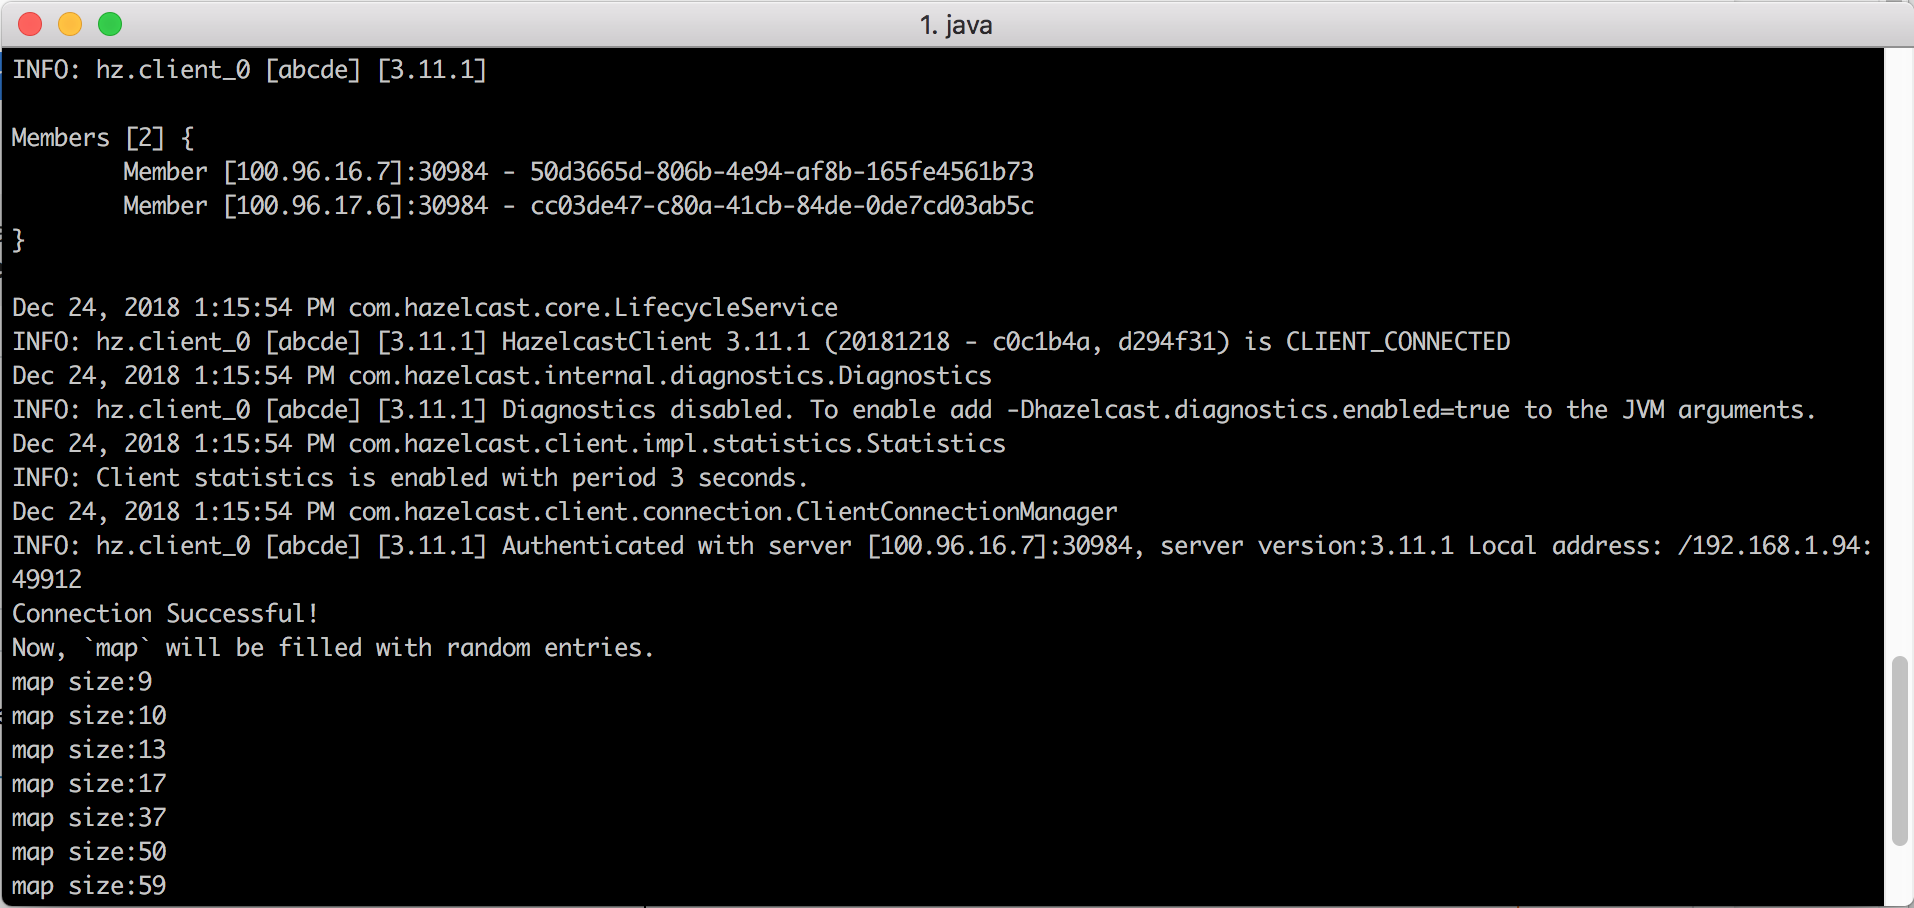 1. java
INFO: hz.client_0 [abcde] [3.11.1]
Members [2] {
Member [100.96.16.7]:30984 - 50d3665d-806b-4e94-af8b-165fe4561b73
Member [100.96.17.6]:30984 - cc03de47-c80a-41cb-84de-0de7cd03ab5c
}
Dec 24, 2018 1:15:54 PM com.hazelcast.core.LifecycleService
INFO: hz.client_0 [abcde] [3.11.1] HazelcastClient 3.11.1 (20181218 - c0c1b4a, d294f31) is CLIENT_CONNECTED
Dec 24, 2018 1:15:54 PM com.hazelcast.internal.diagnostics.Diagnostics
INFO: hz.client_0 [abcde] [3.11.1] Diagnostics disabled. To enable add -Dhazelcast.diagnostics.enabled=true to the JVM arguments.
Dec 24, 2018 1:15:54 PM com.hazelcast.client.impl.statistics.Statistics
INFO: Client statistics is enabled with period 3 seconds.
Dec 24, 2018 1:15:54 PM com.hazelcast.client.connection.ClientConnectionManager
INFO: hz.client_0 [abcde] [3.11.1] Authenticated with server [100.96.16.7]:30984, server version:3.11.1 Local address: /192.168.1.94:
49912
Connection Successful!
Now, `map` will be filled with random entries.
map size:9
map size:10
map size:13
map size:17
map size:37
map size:50
map size:59